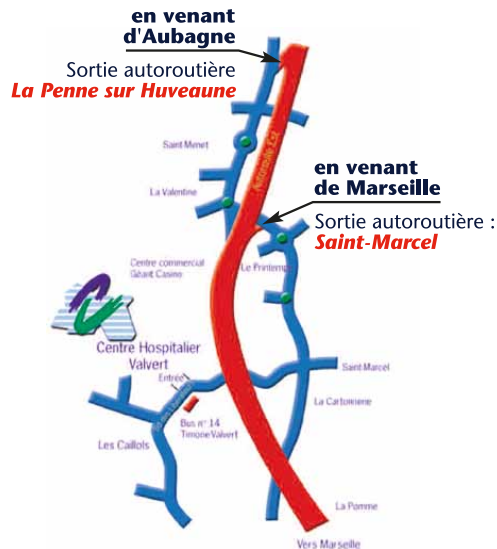 en venant
d'Aubagne
Sortie autoroutière
La Penne sur Huveaune
Saint Menet
Autoroute Est
en venant
de Marseille
La Valentine
Sortie autoroutière :
Saint-Marcel
Centre commercial
Géant Casino
Le Printemps
Centre Hospitalier
Valvert
Entrée
Saint Marcel
Bus n° 14
Timone Valvert
La Cartonnerie
Les Caillols
La Pomme
Vers Marseille